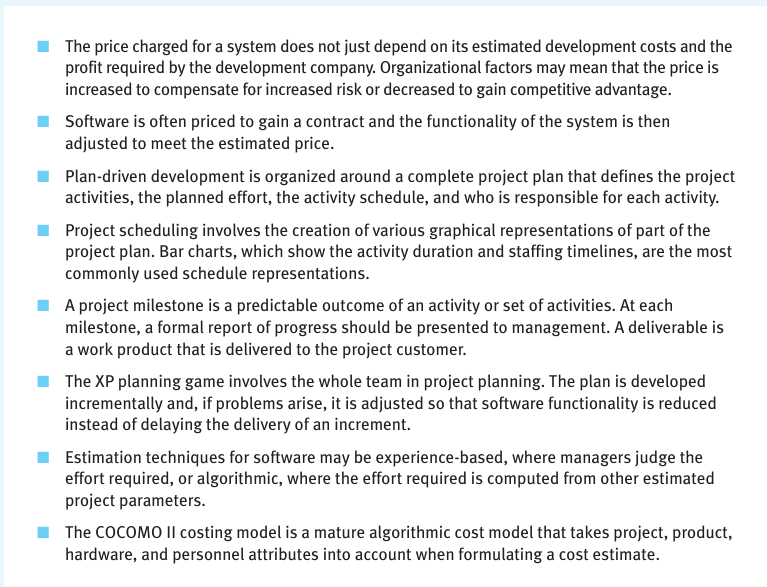 The price charged for a system does not just depend on its estimated development costs and the
profit required by the development company. Organizational factors may mean that the price is
increased to compensate for increased risk or decreased to gain competitive advantage.
Software is often priced to gain a contract and the functionality of the system is then
adjusted to meet the estimated price.
Plan-driven development is organized around a complete project plan that defines the project
activities, the planned effort, the activity schedule, and who is responsible for each activity.
Project scheduling involves the creation of various graphical representations of part of the
project plan. Bar charts, which show the activity duration and staffing timelines, are the most
commonly used schedule representations.
A project milestone is a predictable outcome of an activity or set of activities. At each
milestone, a formal report of progress should be presented to management. A deliverable is
a work product that is delivered to the project customer.
The XP planning game involves the whole team in project planning. The plan is developed
incrementally and, if problems arise, it is adjusted so that software functionality is reduced
instead of delaying the delivery of an increment.
Estimation techniques for software may be experience-based, where managers judge the
effort required, or algorithmic, where the effort required is computed from other estimated
project parameters.
The COCOMO II costing model is a mature algorithmic cost model that takes project, product,
hardware, and personnel attributes into account when formulating a cost estimate.